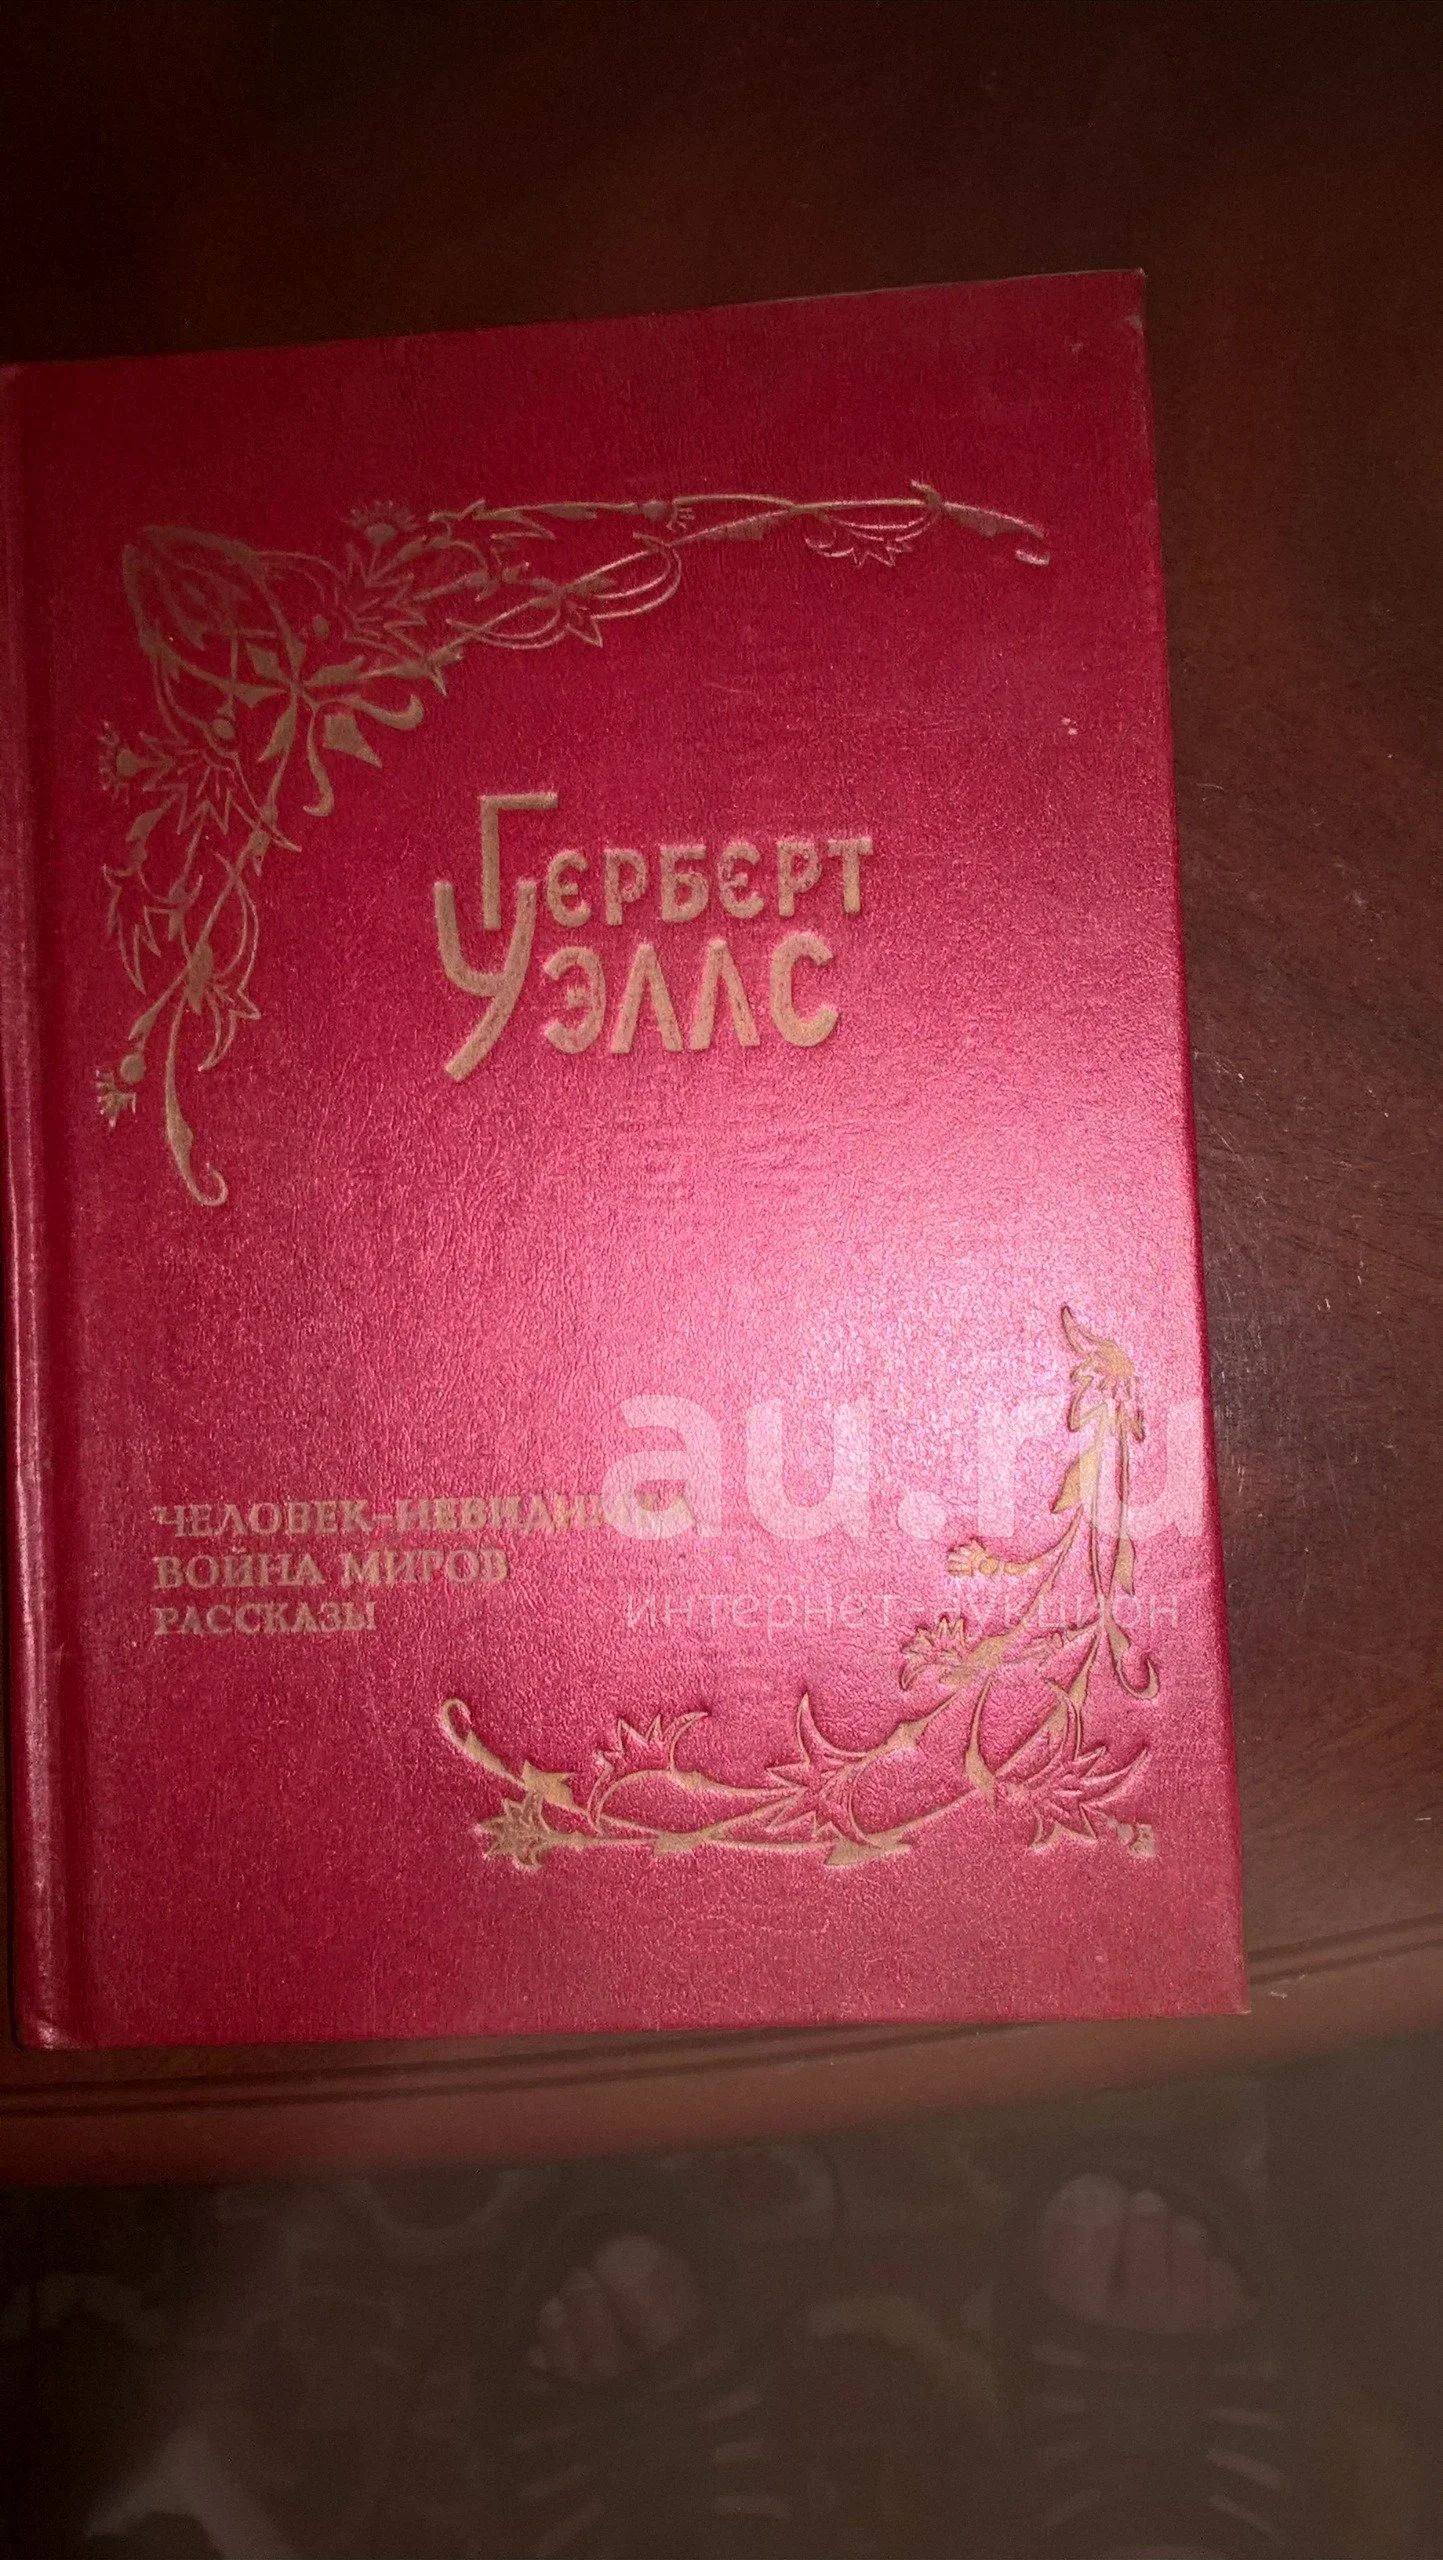 Герберт
Уэллс
ЧЕЛОВЕК-НЕВИДИМКА
ВОЙНА МИРОВ
РАССКАЗЫ
au.ru
интернет-аукцион